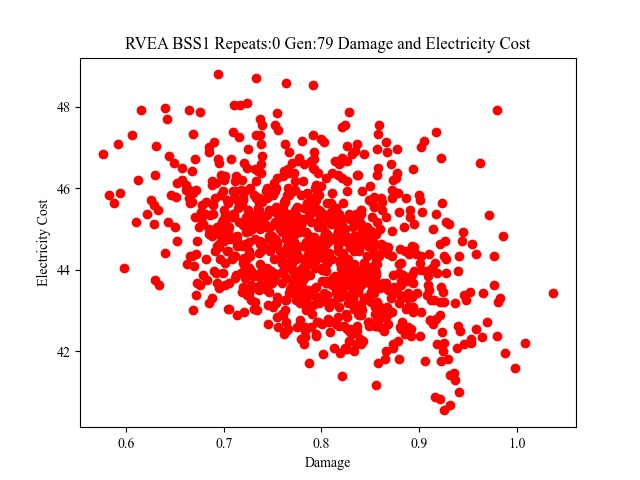 RVEA BSS1 Repeats:0 Gen:79 Damage and Electricity Cost
48
46
44
42
Electricity Cost
0.6 0.7 0.8 0.9 1.0
Damage